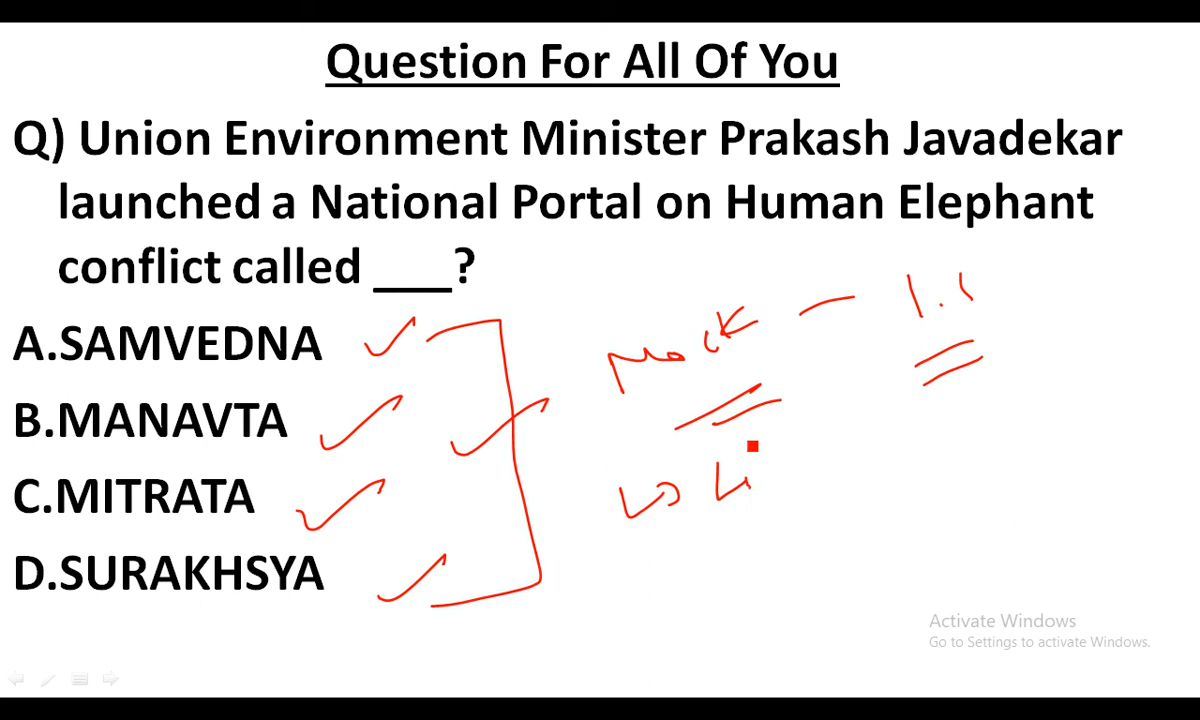 Question For All Of You
Q) Union Environment Minister Prakash Javadekar
launched a National Portal on Human Elephant
conflict called ___?
A.SAMVEDNA
B.MANAVTA
C.MITRATA
D.SURAKHSYA
Mock
Activate Windows
Go to Settings to activate Windows.